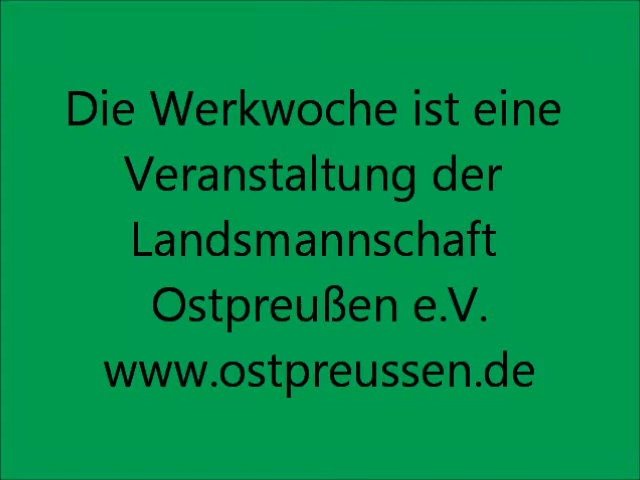 Die Werkwoche ist eine
Veranstaltung der
Landsmannschaft
Ostpreußen e.V.
www.ostpreussen.de